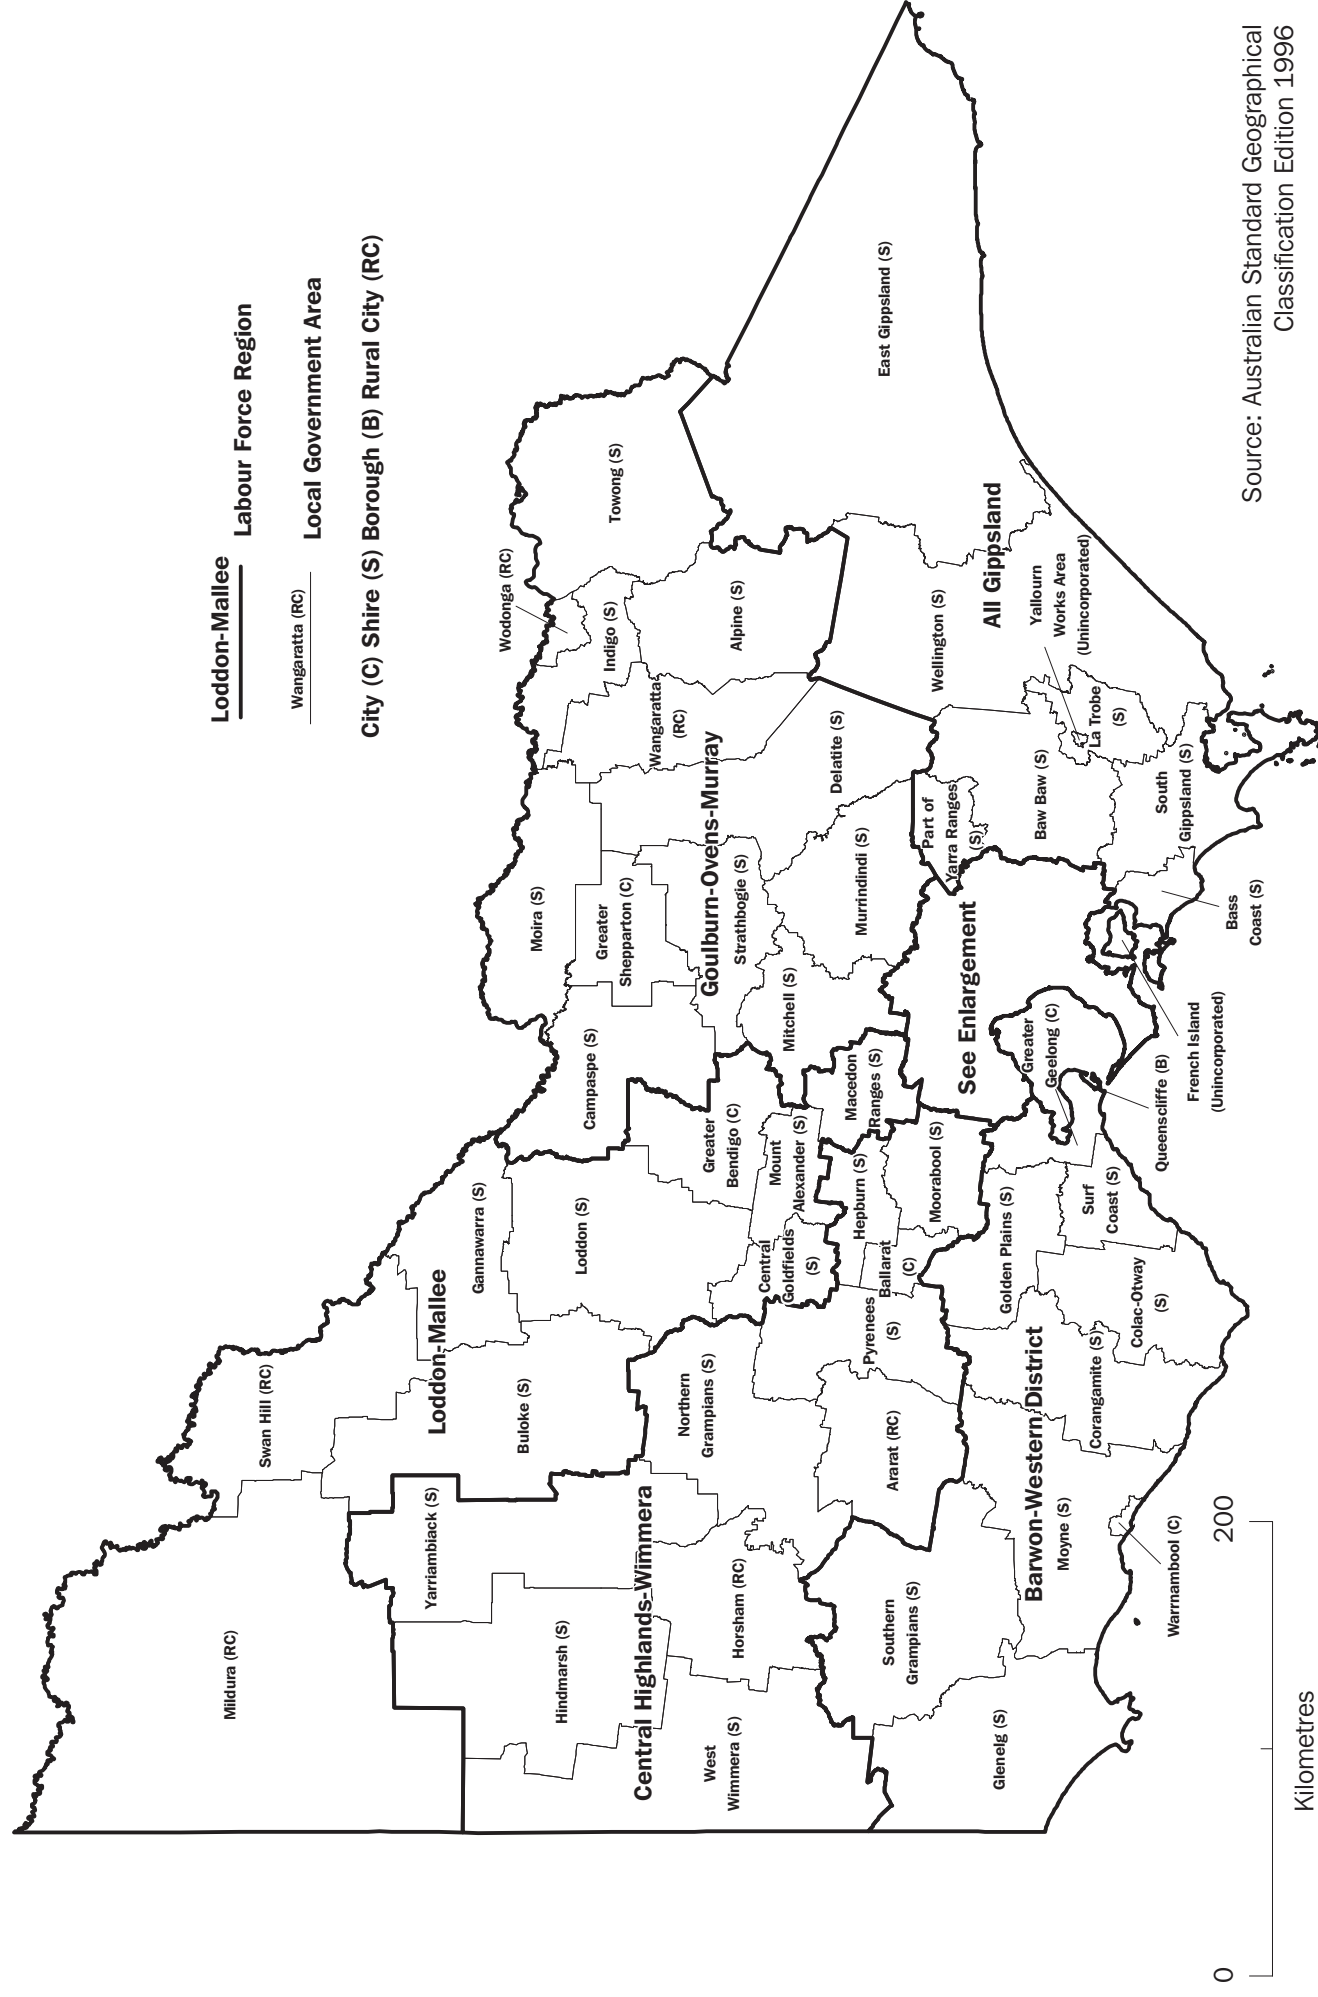 Loddon-Mallee
Labour Force Region
Wangaratta (RC)
Local Government Area
City (C) Shire (S) Borough (B) Rural City (RC)
Mildura (RC)
Swan Hill (RC)
Loddon-Mallee
Gannawarra (S)
Buloke (S)
Loddon (S)
Greater
Bendigo (C)
Mount
Alexander (S)
Central
Goldfields
(S)
Macedon
Ranges (S)
Yarriambiack (S)
Hindmarsh (S)
Central Highlands-Wimmera
West
Wimmera (S)
Horsham (RC)
Northern
Grampians (S)
Ararat (RC)
Pyrenees
(S)
Hepburn (S)
Ballarat
(C)
Moorabool (S)
Campaspe (S)
Moira (S)
Greater
Shepparton (C)
Goulburn-Ovens-Murray
Strathbogie (S)
Mitchell (S)
Murrindindi (S)
Delatite (S)
Wangaratta
(RC)
Wodonga (RC)
Indigo (S)
Towong (S)
Alpine (S)
East Gippsland (S)
All Gippsland
Wellington (S)
Yallourn
Works Area
(Unincorporated)
La Trobe
(S)
Baw Baw (S)
Part of
Yarra Ranges
(S)
South
Gippsland (S)
Bass
Coast (S)
French Island
(Unincorporated)
See Enlargement
Greater
Geelong (C)
Queenscliffe (B)
Barwon-Western District
Southern
Grampians (S)
Glenelg (S)
Moyne (S)
Warrnambool (C)
Corangamite (S)
Colac-Otway
(S)
Golden Plains (S)
Surf
Coast (S)
0
200
Kilometres
Source: Australian Standard Geographical
Classification Edition 1996